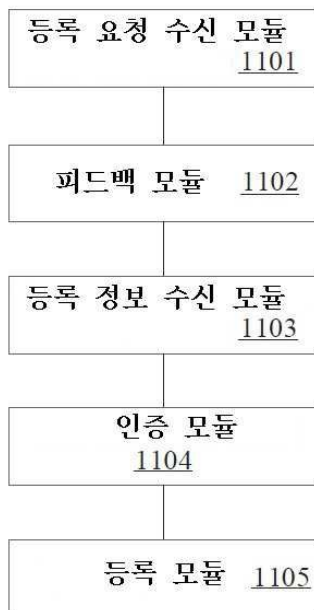 등록 요청 수신 모듈
1101
피드백 모듈 1102
등록 정보 수신 모듈
1103
인증 모듈
1104
등록 모듈 1105